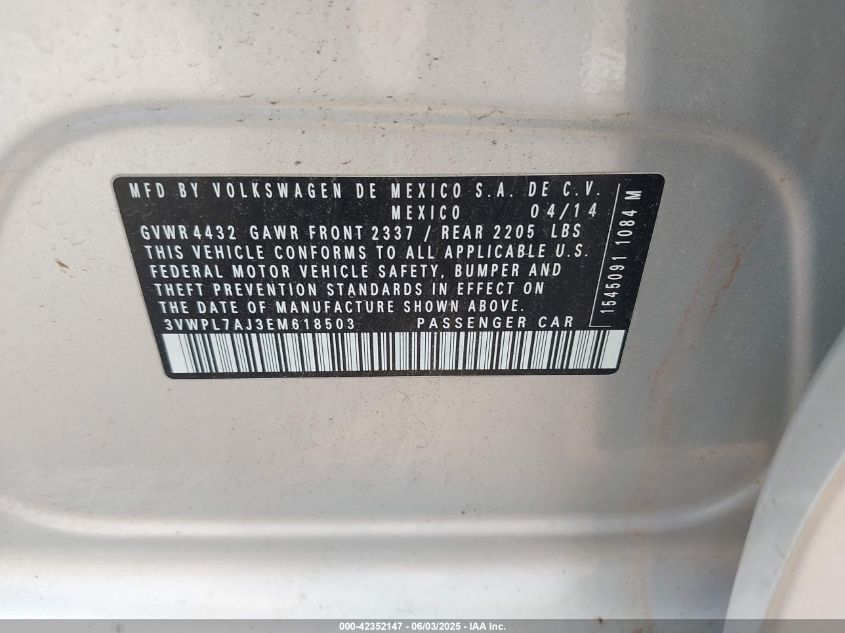 MFD BY VOLKSWAGEN DE MEXICO S.A. DE C.V.
MEXICO 04/14
GVWR 4432 GAWR FRONT 2337 / REAR 2205 LBS
THIS VEHICLE CONFORMS TO ALL APPLICABLE U.S.
FEDERAL MOTOR VEHICLE SAFETY, BUMPER AND
THEFT PREVENTION STANDARDS IN EFFECT ON
THE DATE OF MANUFACTURE SHOWN ABOVE.
3VWPL7AJ3EM618503 PASSENGER CAR
1545091 1084 M
000-42352147 - 06/03/2025 - IAA Inc.